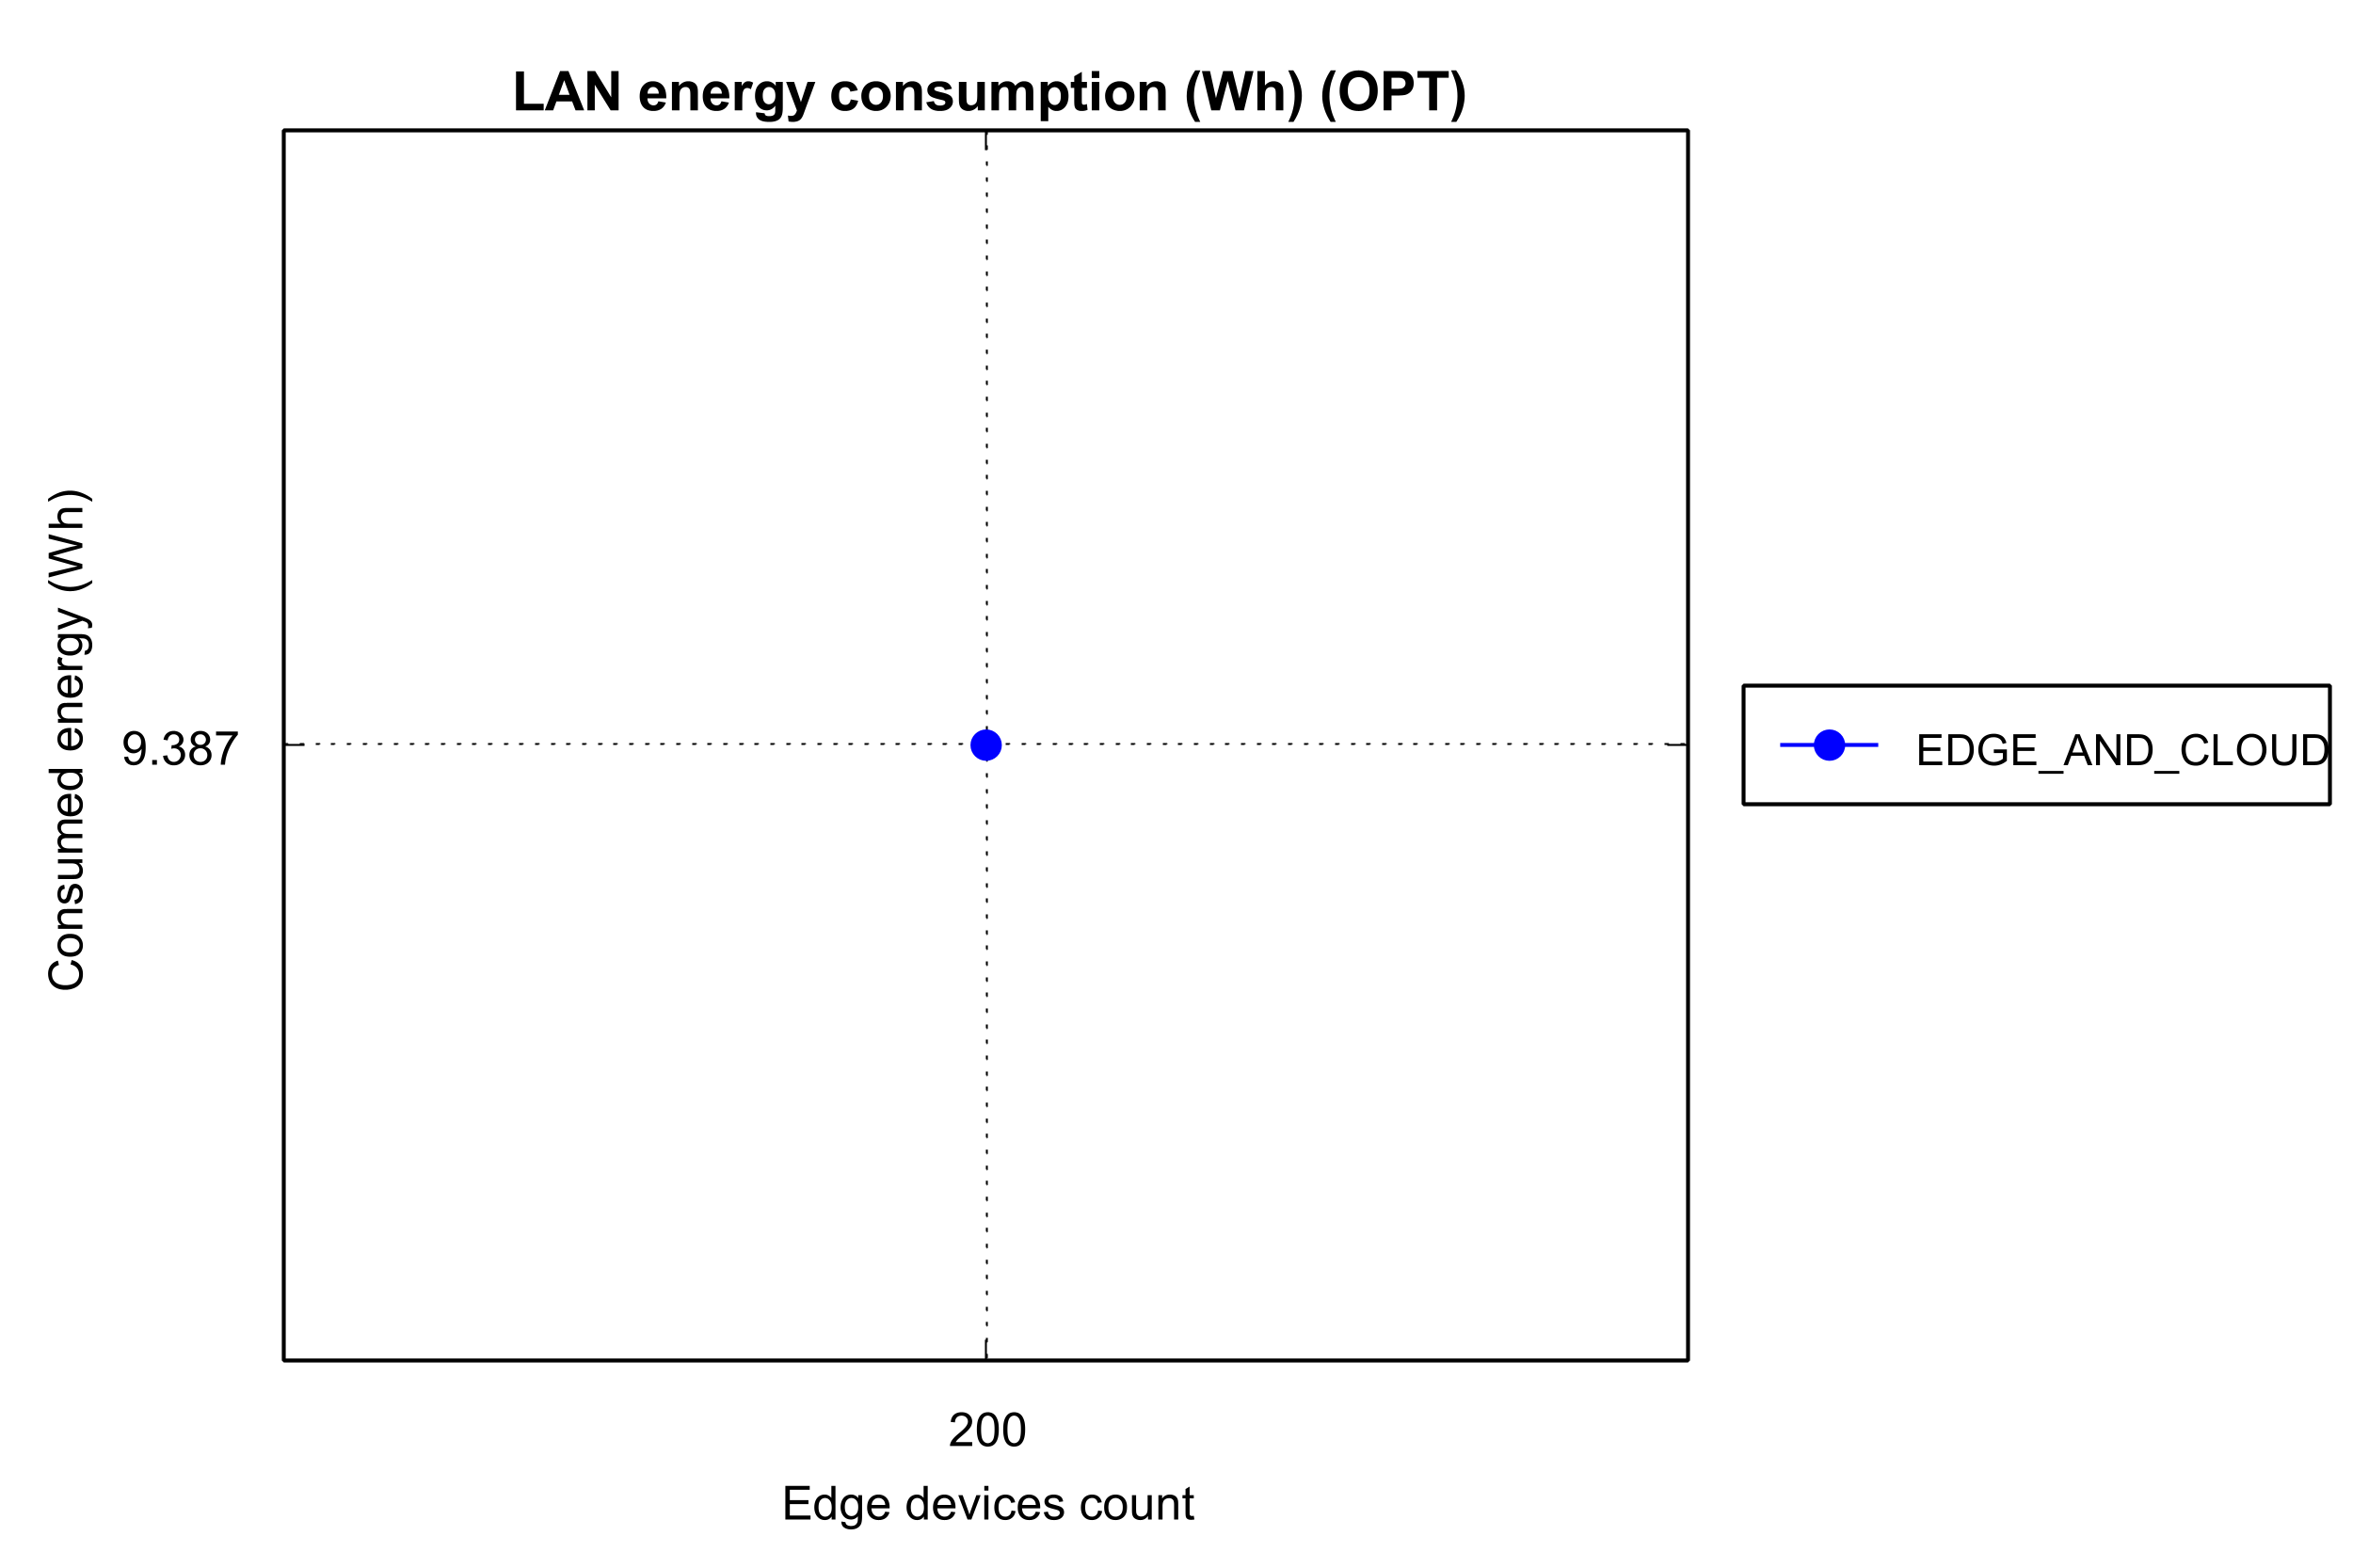 LAN energy consumption (Wh) (OPT)
Consumed energy (Wh)
9.387
EDGE_AND_CLOUD
200
Edge devices count